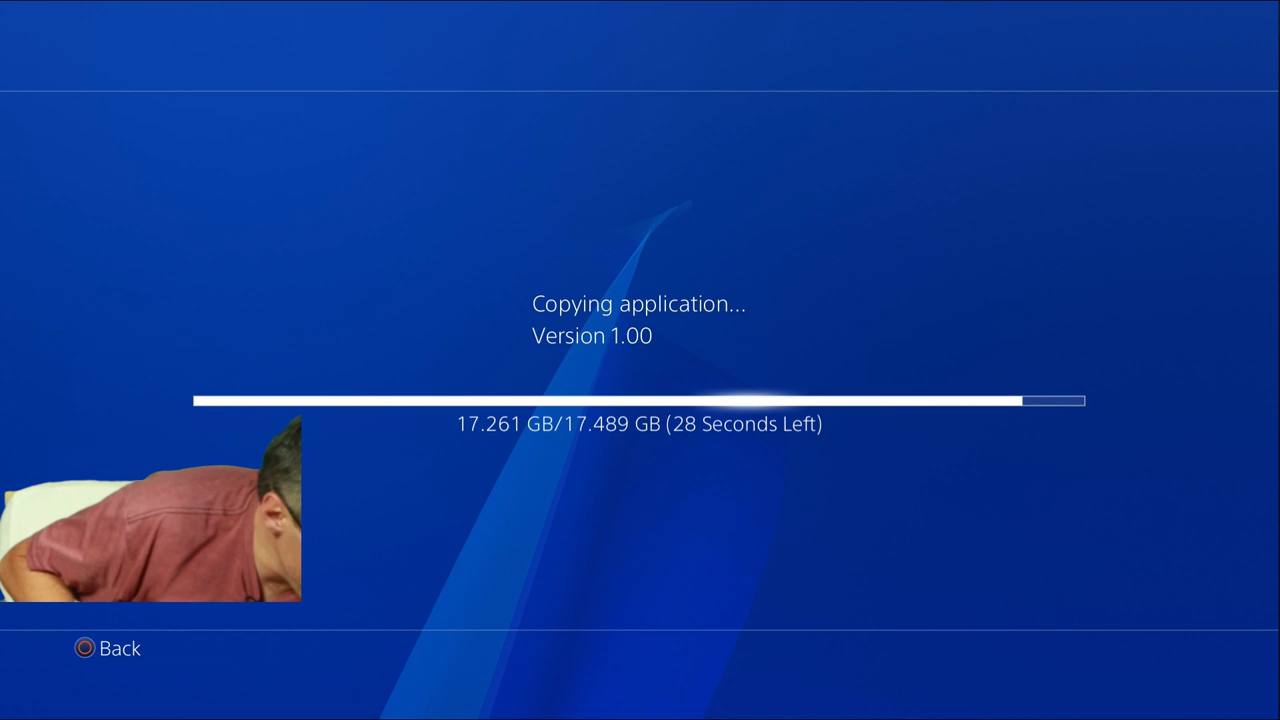 Copying application...
Version 1.00
17.261 GB/17.489 GB (28 Seconds Left)
Back